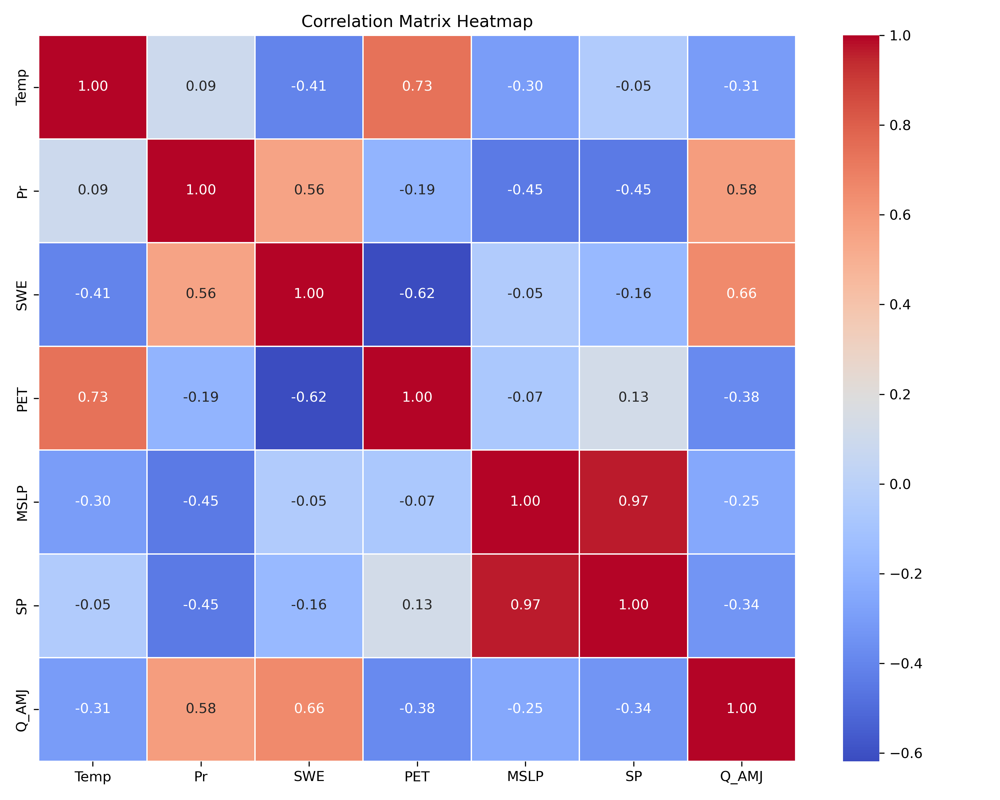 Correlation Matrix Heatmap
Temp 1.00 0.09 -0.41 0.73 -0.30 -0.05 -0.31
Pr 0.09 1.00 0.56 -0.19 -0.45 -0.45 0.58
SWE -0.41 0.56 1.00 -0.62 -0.05 -0.16 0.66
PET 0.73 -0.19 -0.62 1.00 -0.07 0.13 -0.38
MSLP -0.30 -0.45 -0.05 -0.07 1.00 0.97 -0.25
SP -0.05 -0.45 -0.16 0.13 0.97 1.00 -0.34
Q_AMJ -0.31 0.58 0.66 -0.38 -0.25 -0.34 1.00
Temp Pr SWE PET MSLP SP Q_AMJ
1.0
0.8
0.6
0.4
0.2
0.0
−0.2
−0.4
−0.6